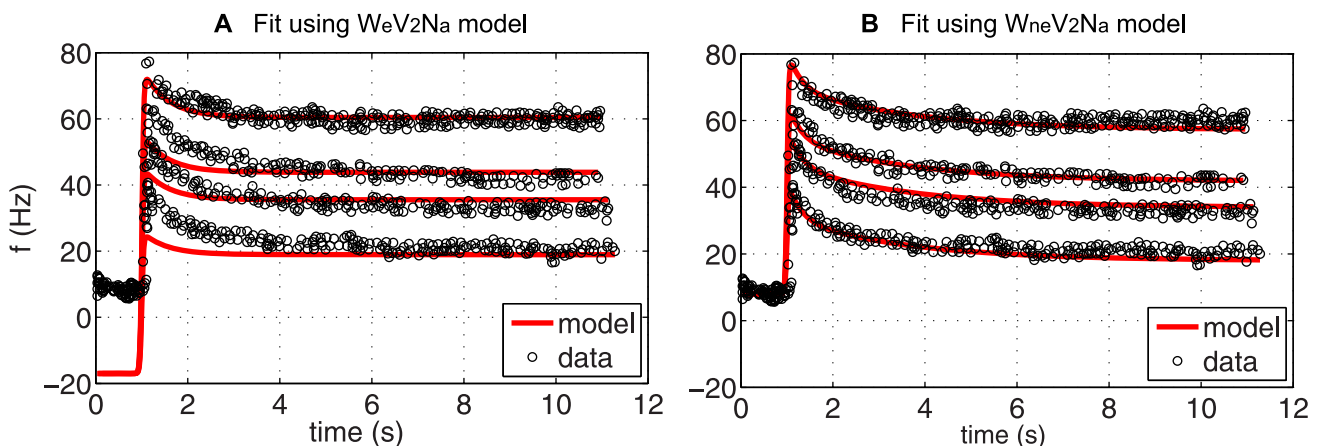 A Fit using WeV2Na model
80
60
40
20
0
−20
f (Hz)
0 2 4 6 8 10 12
time (s)
model
data
B Fit using WneV2Na model
80
60
40
20
0
−20
0 2 4 6 8 10 12
time (s)
model
data